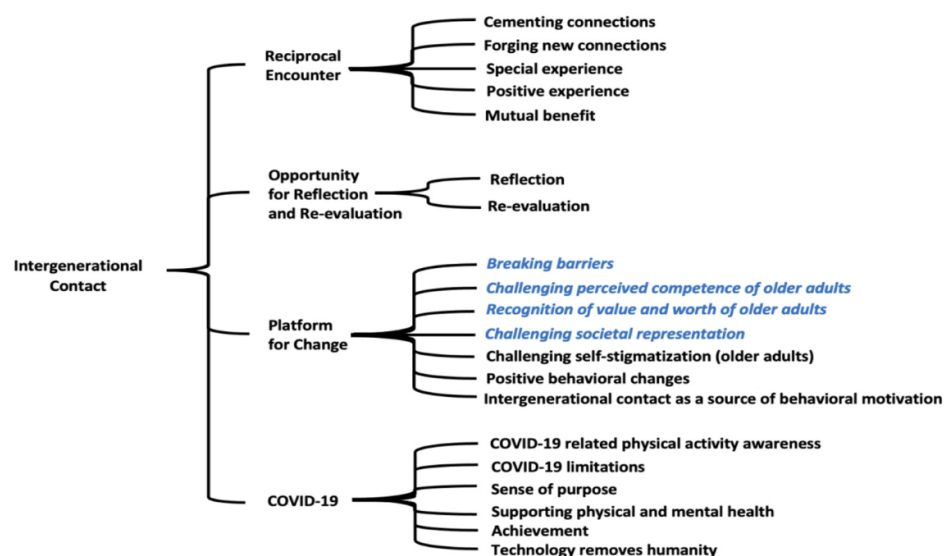 Intergenerational
Contact
Reciprocal
Encounter
Cementing connections
Forging new connections
Special experience
Positive experience
Mutual benefit
Opportunity
for Reflection
and Re-evaluation
Reflection
Re-evaluation
Platform
for Change
Breaking barriers
Challenging perceived competence of older adults
Recognition of value and worth of older adults
Challenging societal representation
Challenging self-stigmatization (older adults)
Positive behavioral changes
Intergenerational contact as a source of behavioral motivation
COVID-19
COVID-19 related physical activity awareness
COVID-19 limitations
Sense of purpose
Supporting physical and mental health
Achievement
Technology removes humanity